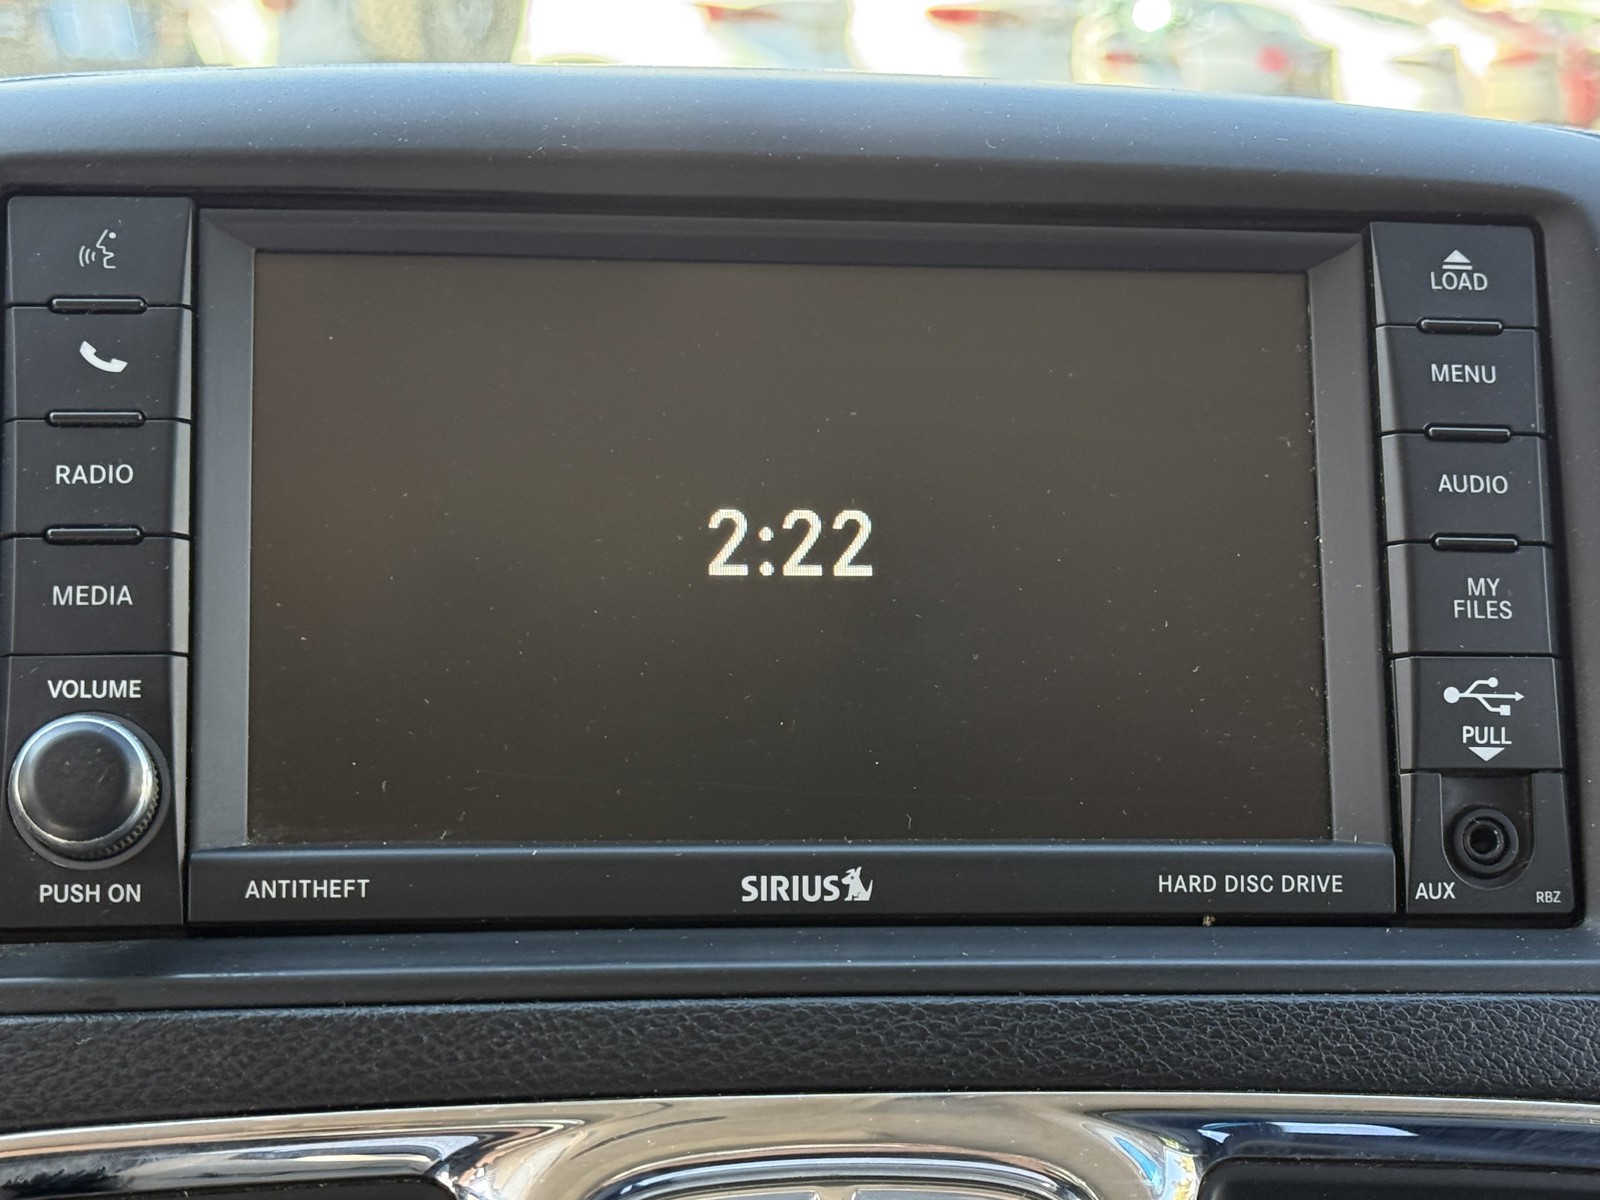 RADIO
MEDIA
VOLUME
PUSH ON
2:22
ANTITHEFT
SIRIUS
HARD DISC DRIVE
LOAD
MENU
AUDIO
MY
FILES
PULL
AUX
RBZ